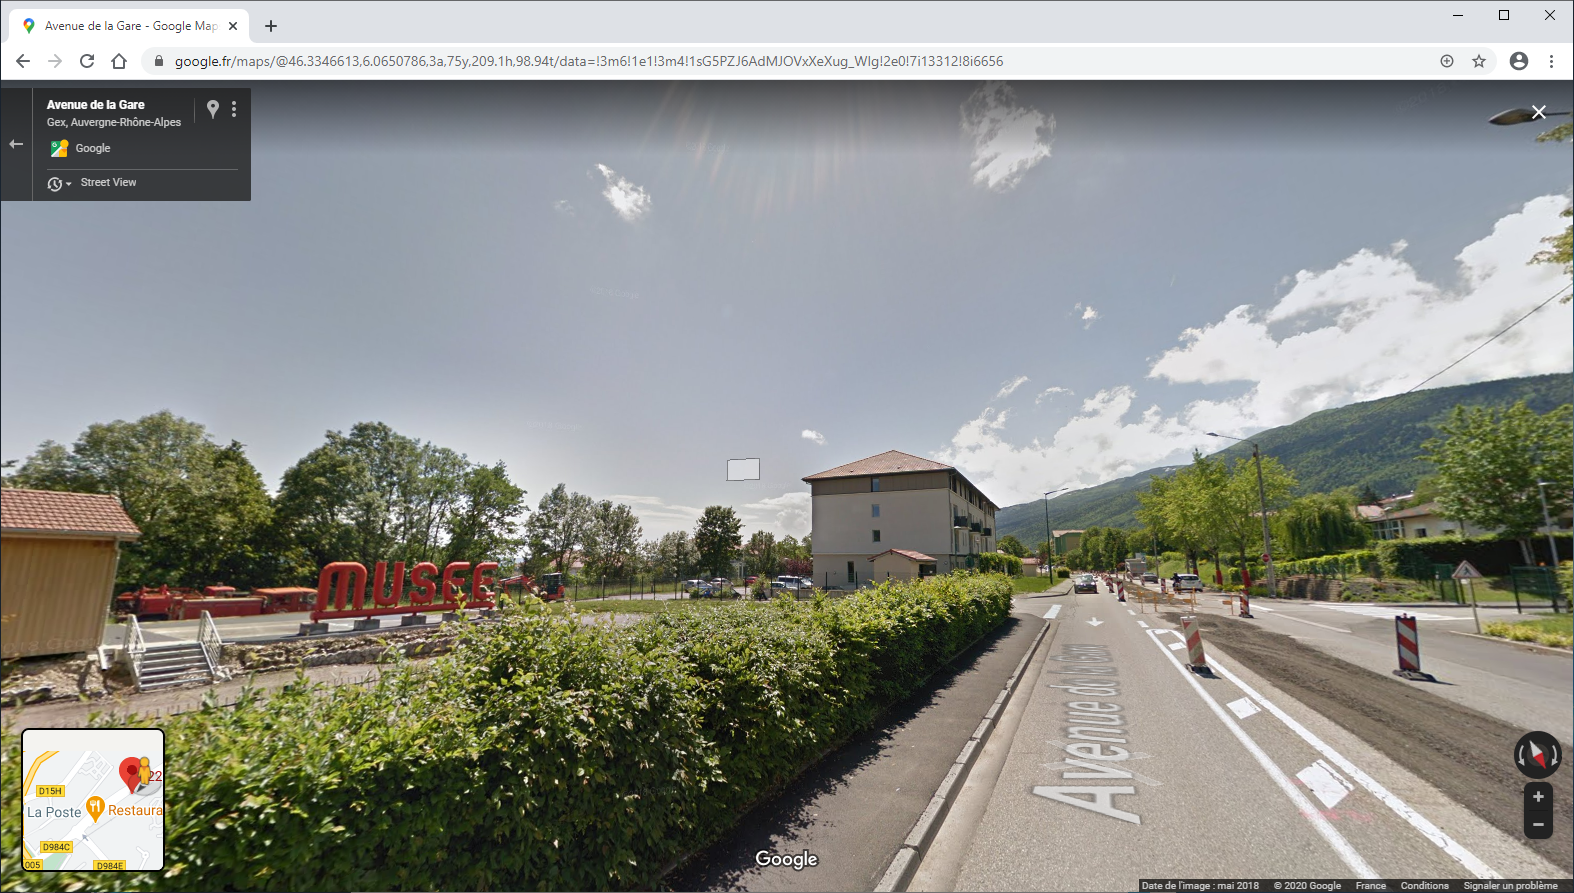 Avenue de la Gare - Google Map
google.fr/maps/@46.3346613,6.0650786,3a,75y,209.1h,98.94t/data=!3m6!1e1!3m4!1sG5PZJ6AdMJOVxXeXug_WIg!2e0!7i13312!8i6656
Avenue de la Gare
Gex, Auvergne-Rhône-Alpes
Google
Street View
MUSEE
Avenue de la Gare
22
D15H
La Poste
Restaura
D984C
005
D984E
Google
Date de l'image : mai 2018 © 2020 Google France Conditions Signaler un problème